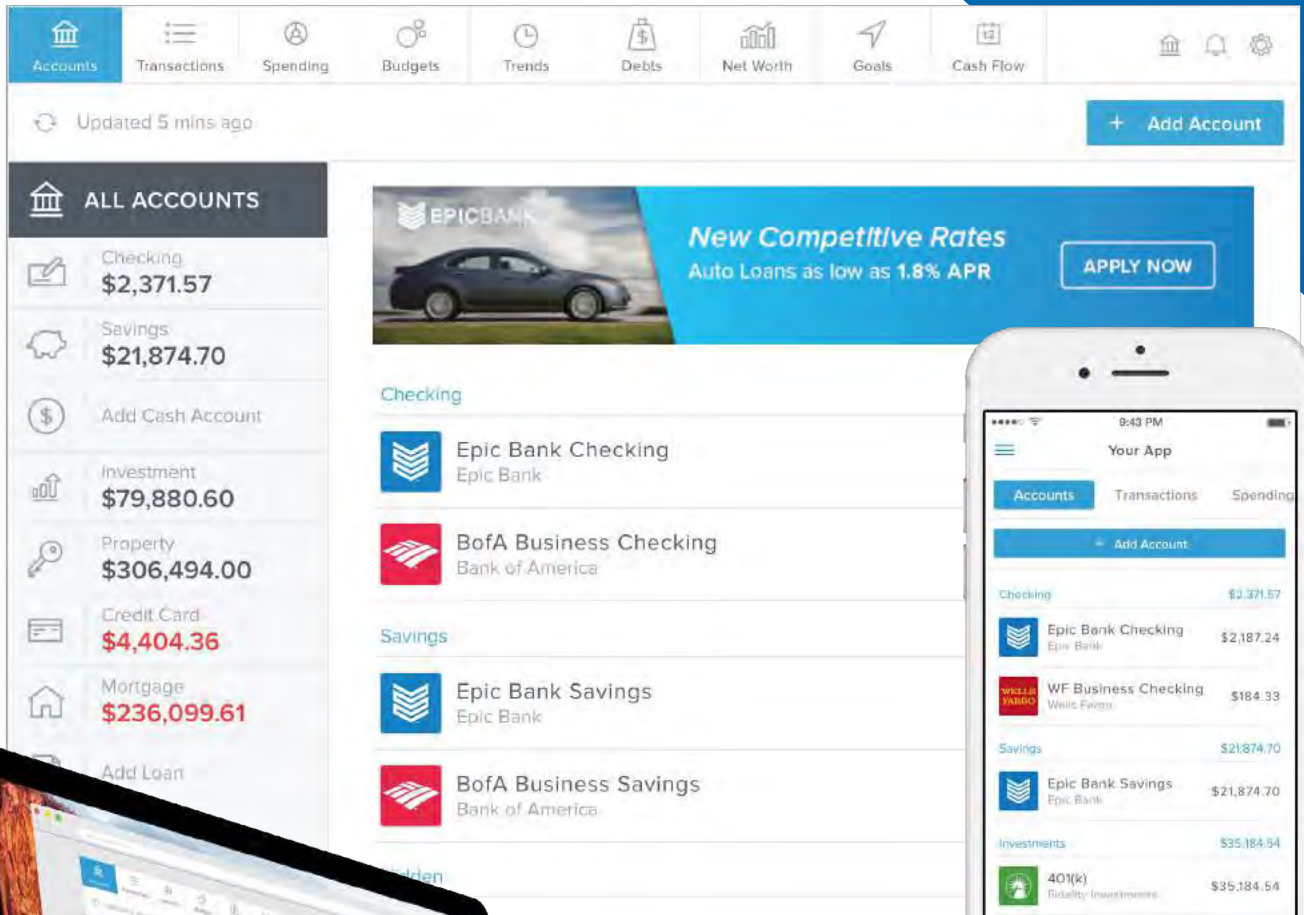 Accounts
Transactions
Spending
Budgets
Trends
Debts
Net Worth
Goals
12
Cash Flow
Updated 5 mins ago
+ Add Account
ALL ACCOUNTS
Checking
$2,371.57
Savings
$21,874.70
Add Cash Account
Investment
$79,880.60
Property
$306,494.00
Credit Card
$4,404.36
Mortgage
$236,099.61
Add Loan
EPICBANK
New Competitive Rates
Auto Loans as low as 1.8% APR
APPLY NOW
Checking
Epic Bank Checking
Epic Bank
BofA Business Checking
Bank of America
Savings
Epic Bank Savings
Epic Bank
BofA Business Savings
Bank of America
9:43 PM
Your App
Accounts Transactions Spending
+ Add Account
Checking $2,371.57
Epic Bank Checking $2,187.24
Epic Bank
WELLS FARGO
WF Business Checking $184.33
Wells Fargo
Savings $21,874.70
Epic Bank Savings $21,874.70
Epic Bank
Investments $35,184.54
401(k) $35,184.54
Fidelity Investments